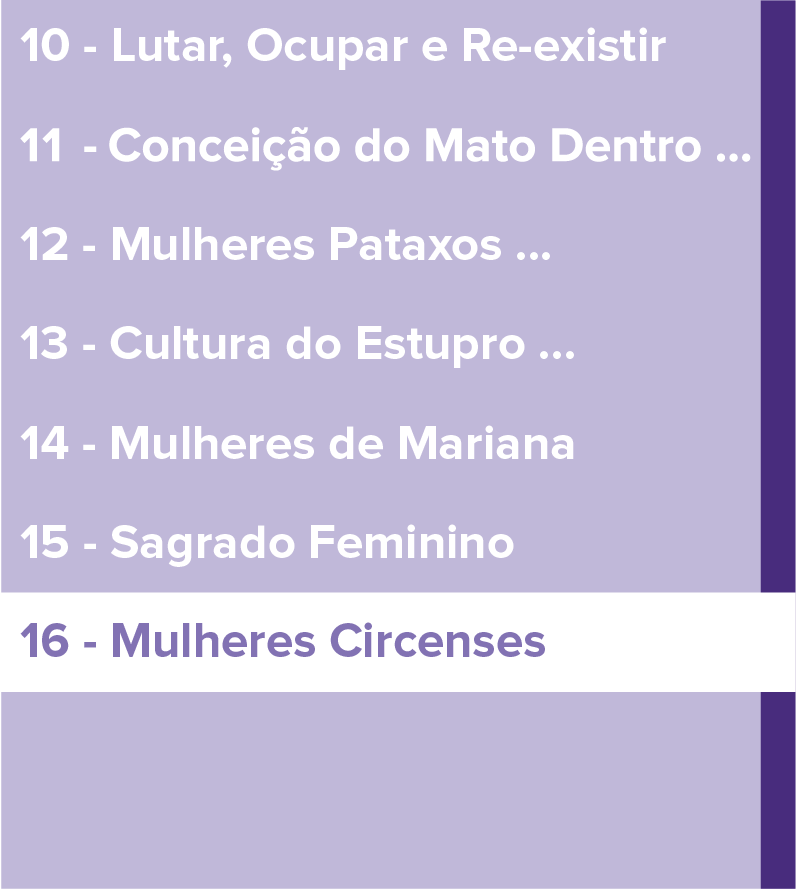 10 - Lutar, Ocupar e Re-existir
11 - Conceição do Mato Dentro ...
12 - Mulheres Pataxos ...
13 - Cultura do Estupro ...
14 - Mulheres de Mariana
15 - Sagrado Feminino
16 - Mulheres Circenses